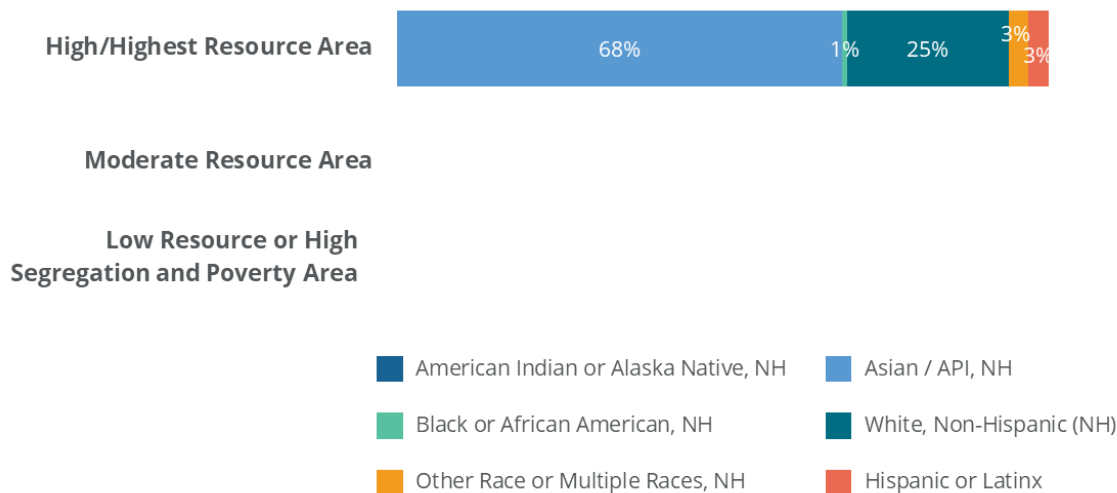 High/Highest Resource Area
68%
1%
25%
3%
3%
Moderate Resource Area
Low Resource or High
Segregation and Poverty Area
American Indian or Alaska Native, NH
Asian / API, NH
Black or African American, NH
White, Non-Hispanic (NH)
Other Race or Multiple Races, NH
Hispanic or Latinx